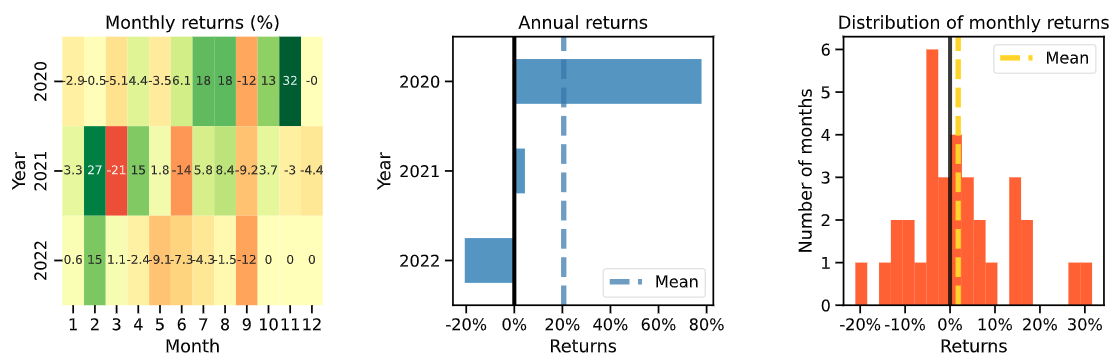 Monthly returns (%)
2020
-2.9 -0.5 -5.1 4.4 -3.5 6.1 18 18 -12 13 32 -0
Year
2021
3.3 27 -21 15 1.8 -14 5.8 8.4 -9.2 3.7 -3 -4.4
2022
0.6 15 1.1 -2.4 -9.1 -7.3 -4.3 -1.5 -12 0 0 0
1 2 3 4 5 6 7 8 9 10 11 12
Month
Annual returns
2020
Year
2021
2022
Mean
-20% 0% 20% 40% 60% 80%
Returns
Distribution of monthly returns
Mean
Number of months
6
5
4
3
2
1
0
-20% -10% 0% 10% 20% 30%
Returns